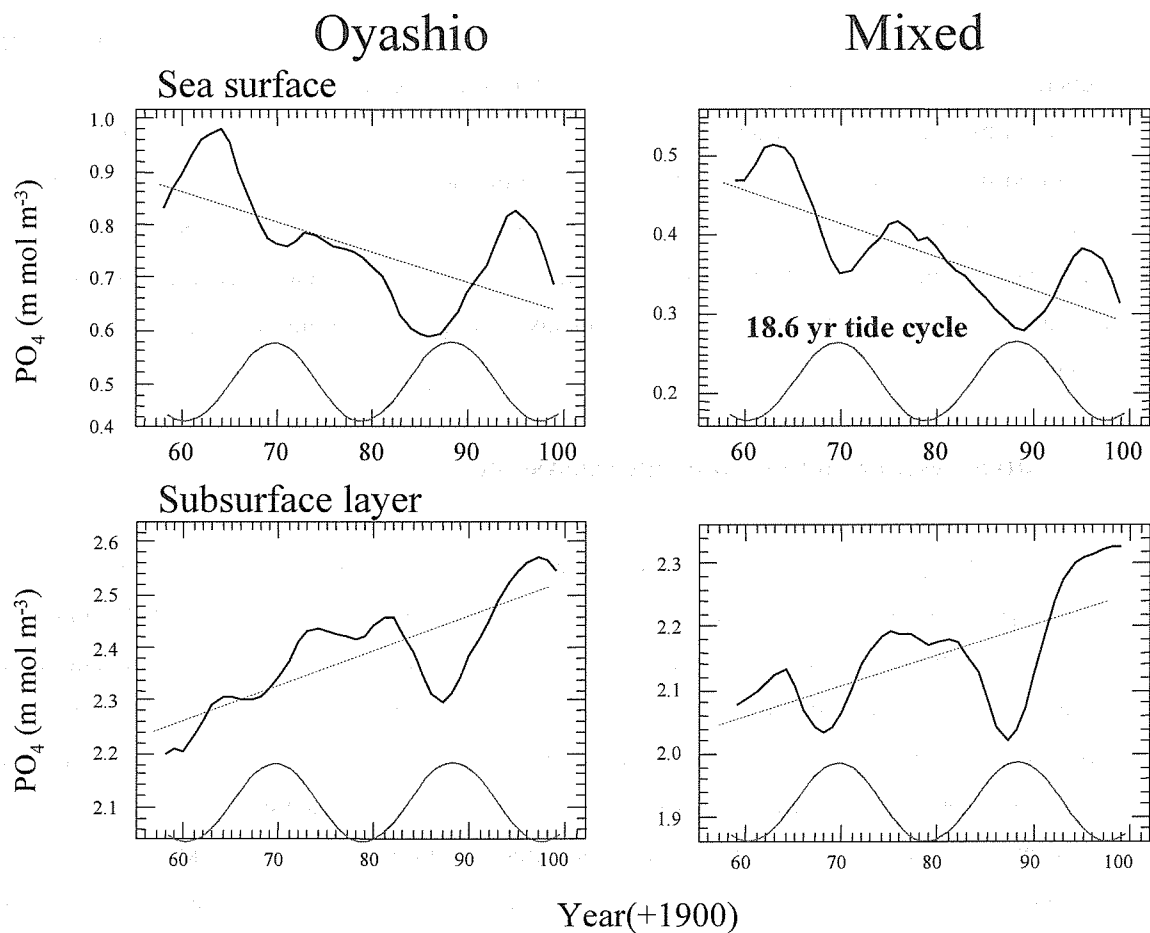 Oyashio Mixed
Sea surface
PO4 (m mol m-3)
1.0
0.9
0.8
0.7
0.6
0.5
0.4
60 70 80 90 100
0.5
0.4
0.3
0.2
18.6 yr tide cycle
60 70 80 90 100
Subsurface layer
PO4 (m mol m-3)
2.6
2.5
2.4
2.3
2.2
2.1
60 70 80 90 100
2.3
2.2
2.1
2.0
1.9
60 70 80 90 100
Year(+1900)